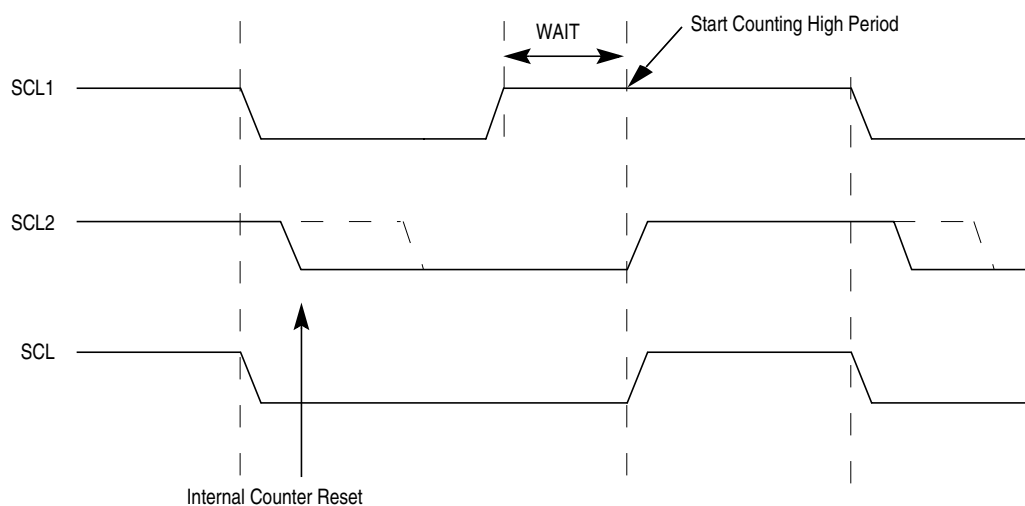 WAIT
Start Counting High Period
SCL1
SCL2
SCL
Internal Counter Reset